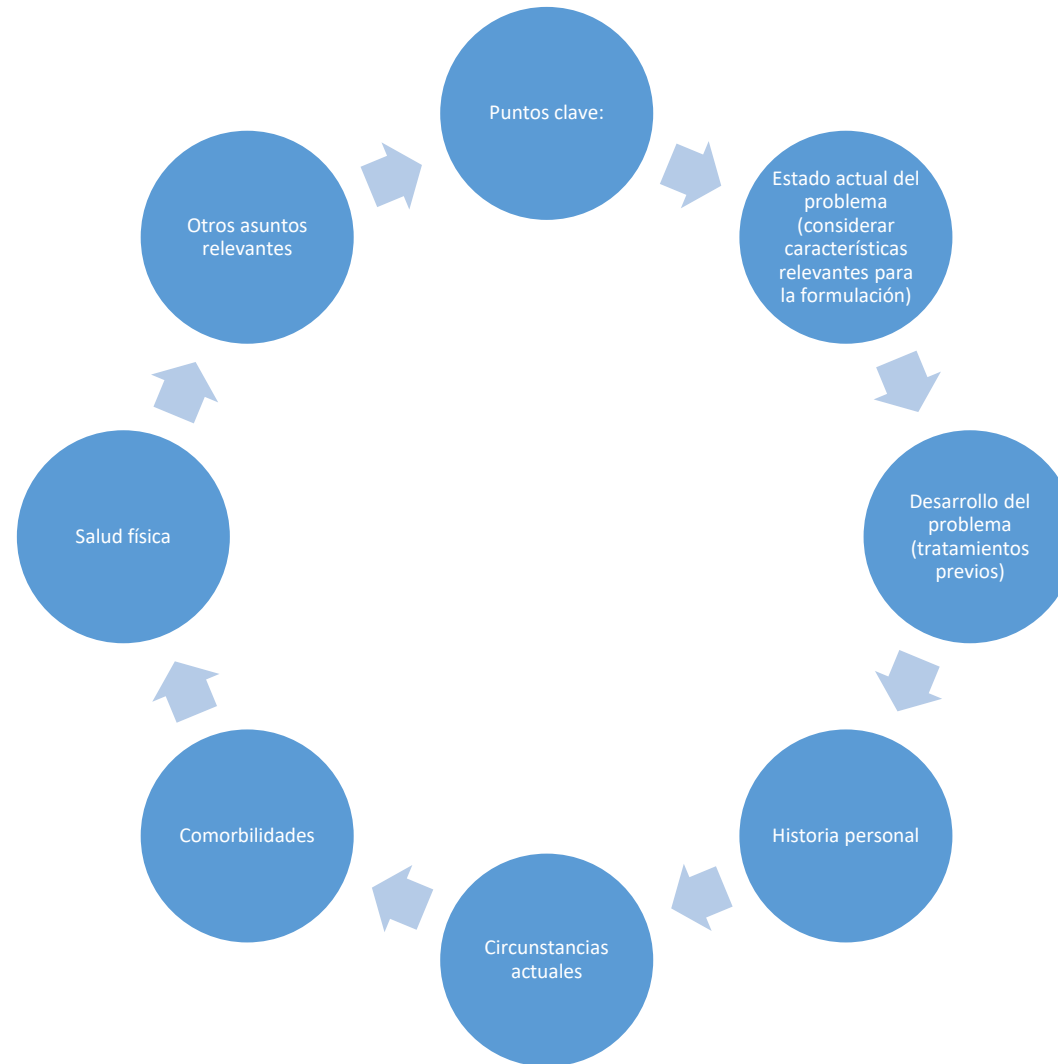 Puntos clave:
Estado actual del
problema
(considerar
características
relevantes para
la formulación)
Desarrollo del
problema
(tratamientos
previos)
Historia personal
Circunstancias
actuales
Comorbilidades
Salud física
Otros asuntos
relevantes